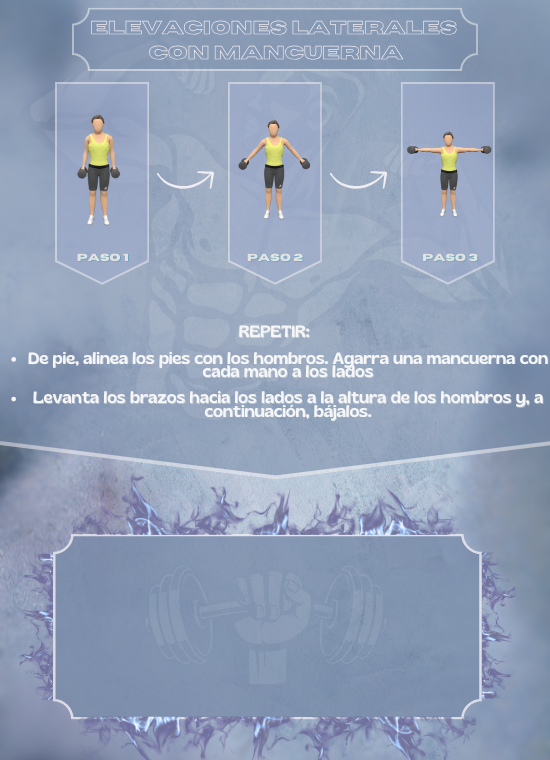 ELEVACIONES LATERALES
CON MANCUERNA
PASO 1
PASO 2
PASO 3
REPETIR:
• De pie, alinea los pies con los hombros. Agarra una mancuerna con
cada mano a los lados
• Levanta los brazos hacia los lados a la altura de los hombros y, a
continuación, bájalos.